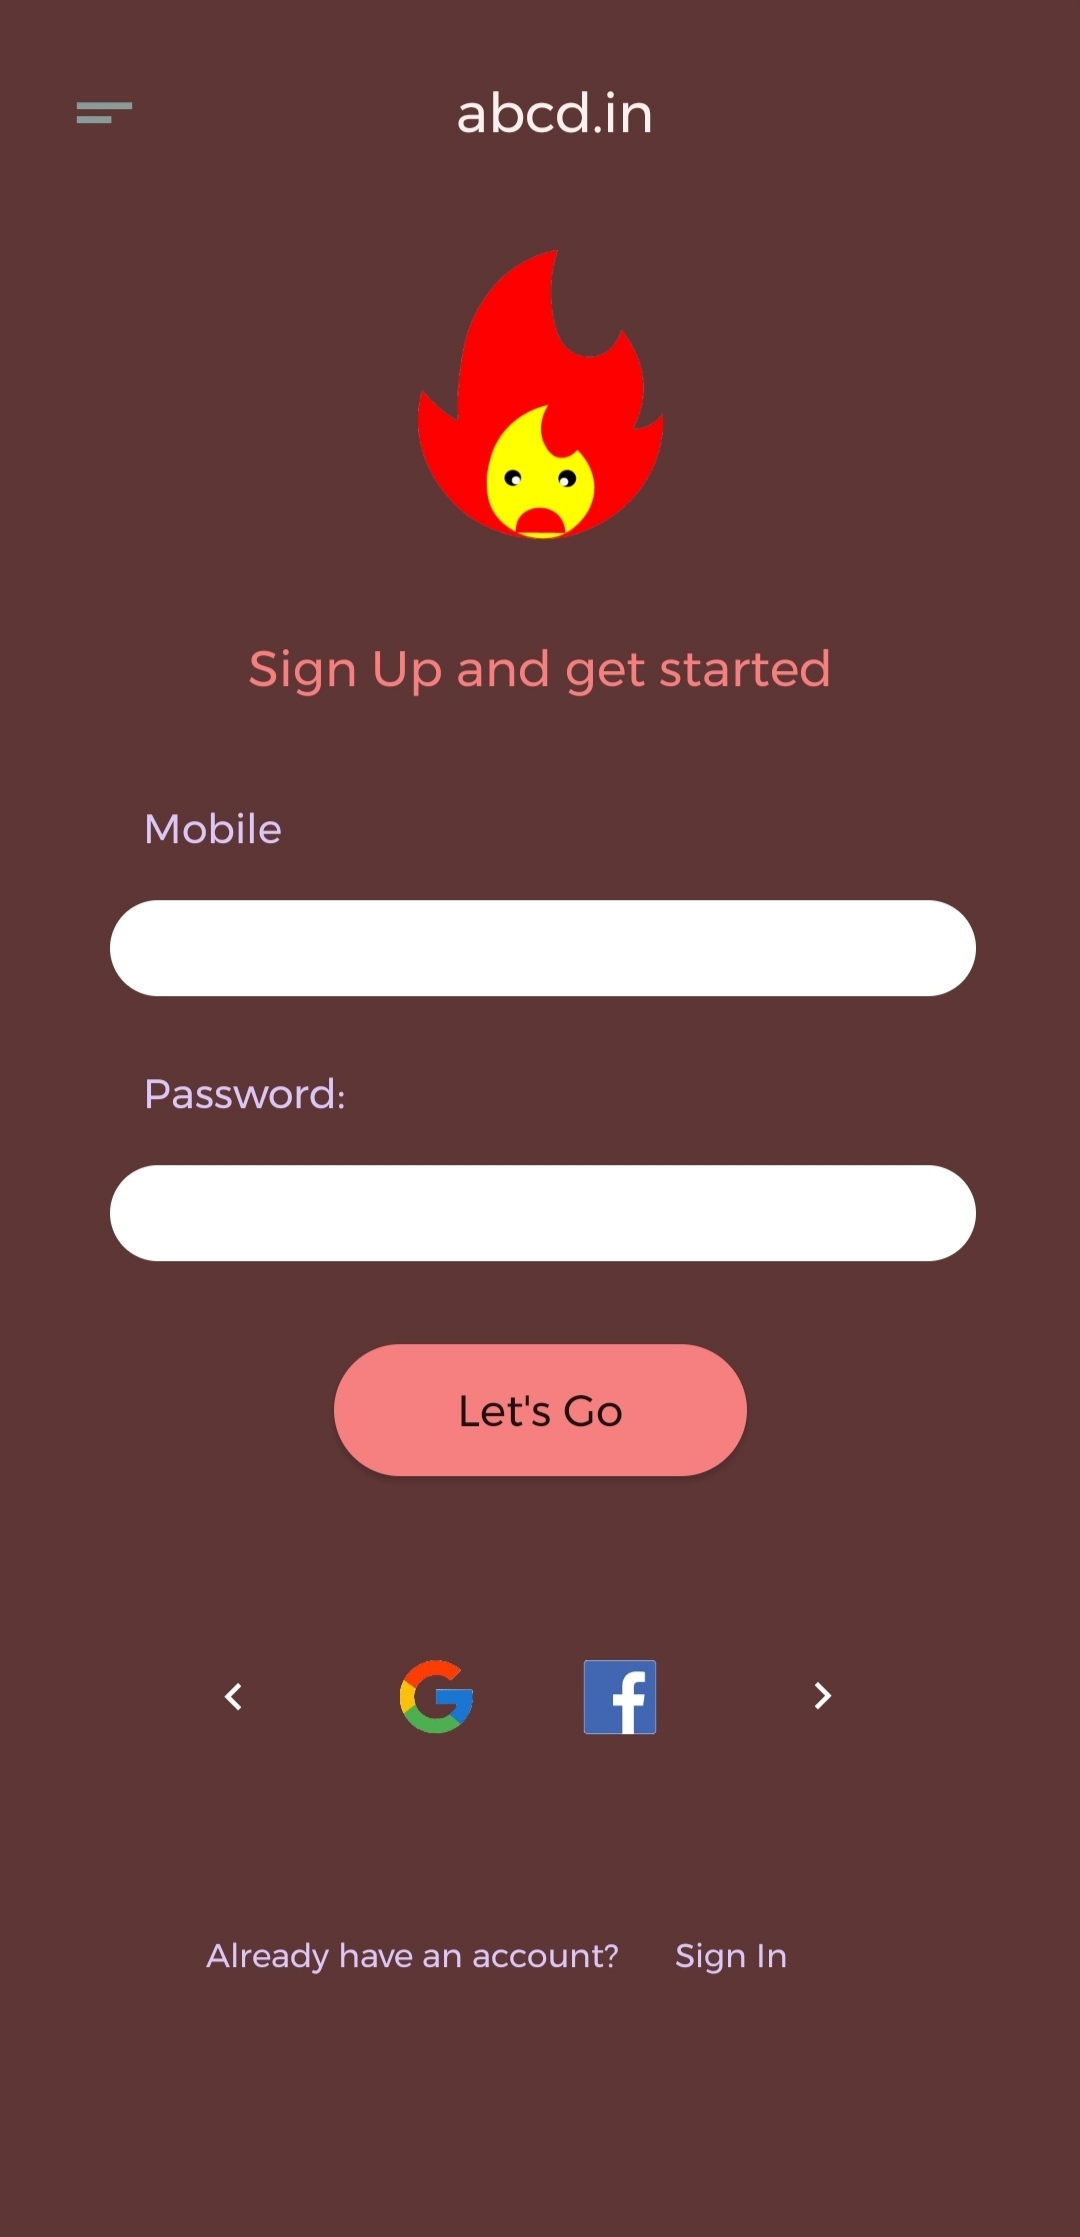 abcd.in
Sign Up and get started
Mobile
Password:
Let's Go
Already have an account? Sign In